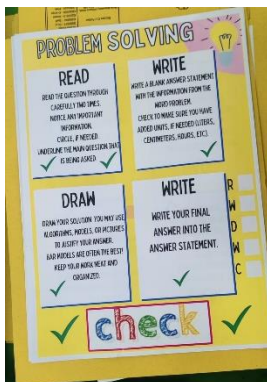 PROBLEM SOLVING
READ
READ THE QUESTION THROUGH
CAREFULLY TWO TIMES.
NOTICE ANY IMPORTANT
INFORMATION.
CIRCLE, IF NEEDED.
UNDERLINE THE MAIN QUESTION THAT
IS BEING ASKED
WRITE
WRITE A BLANK ANSWER STATEMENT
WITH THE INFORMATION FROM THE
WORD PROBLEM.
CHECK TO MAKE SURE YOU HAVE
ADDED UNITS, IF NEEDED (LITERS,
CENTIMETERS, HOURS, ETC).
DRAW
DRAW YOUR SOLUTION. YOU MAY USE
ALGORITHMS, MODELS, OR PICTURES
TO JUSTIFY YOUR ANSWER.
BAR MODELS ARE OFTEN THE BEST!
KEEP YOUR WORK NEAT AND
ORGANIZED.
WRITE
WRITE YOUR FINAL
ANSWER INTO THE
ANSWER STATEMENT.
R
W
D
W
C
check